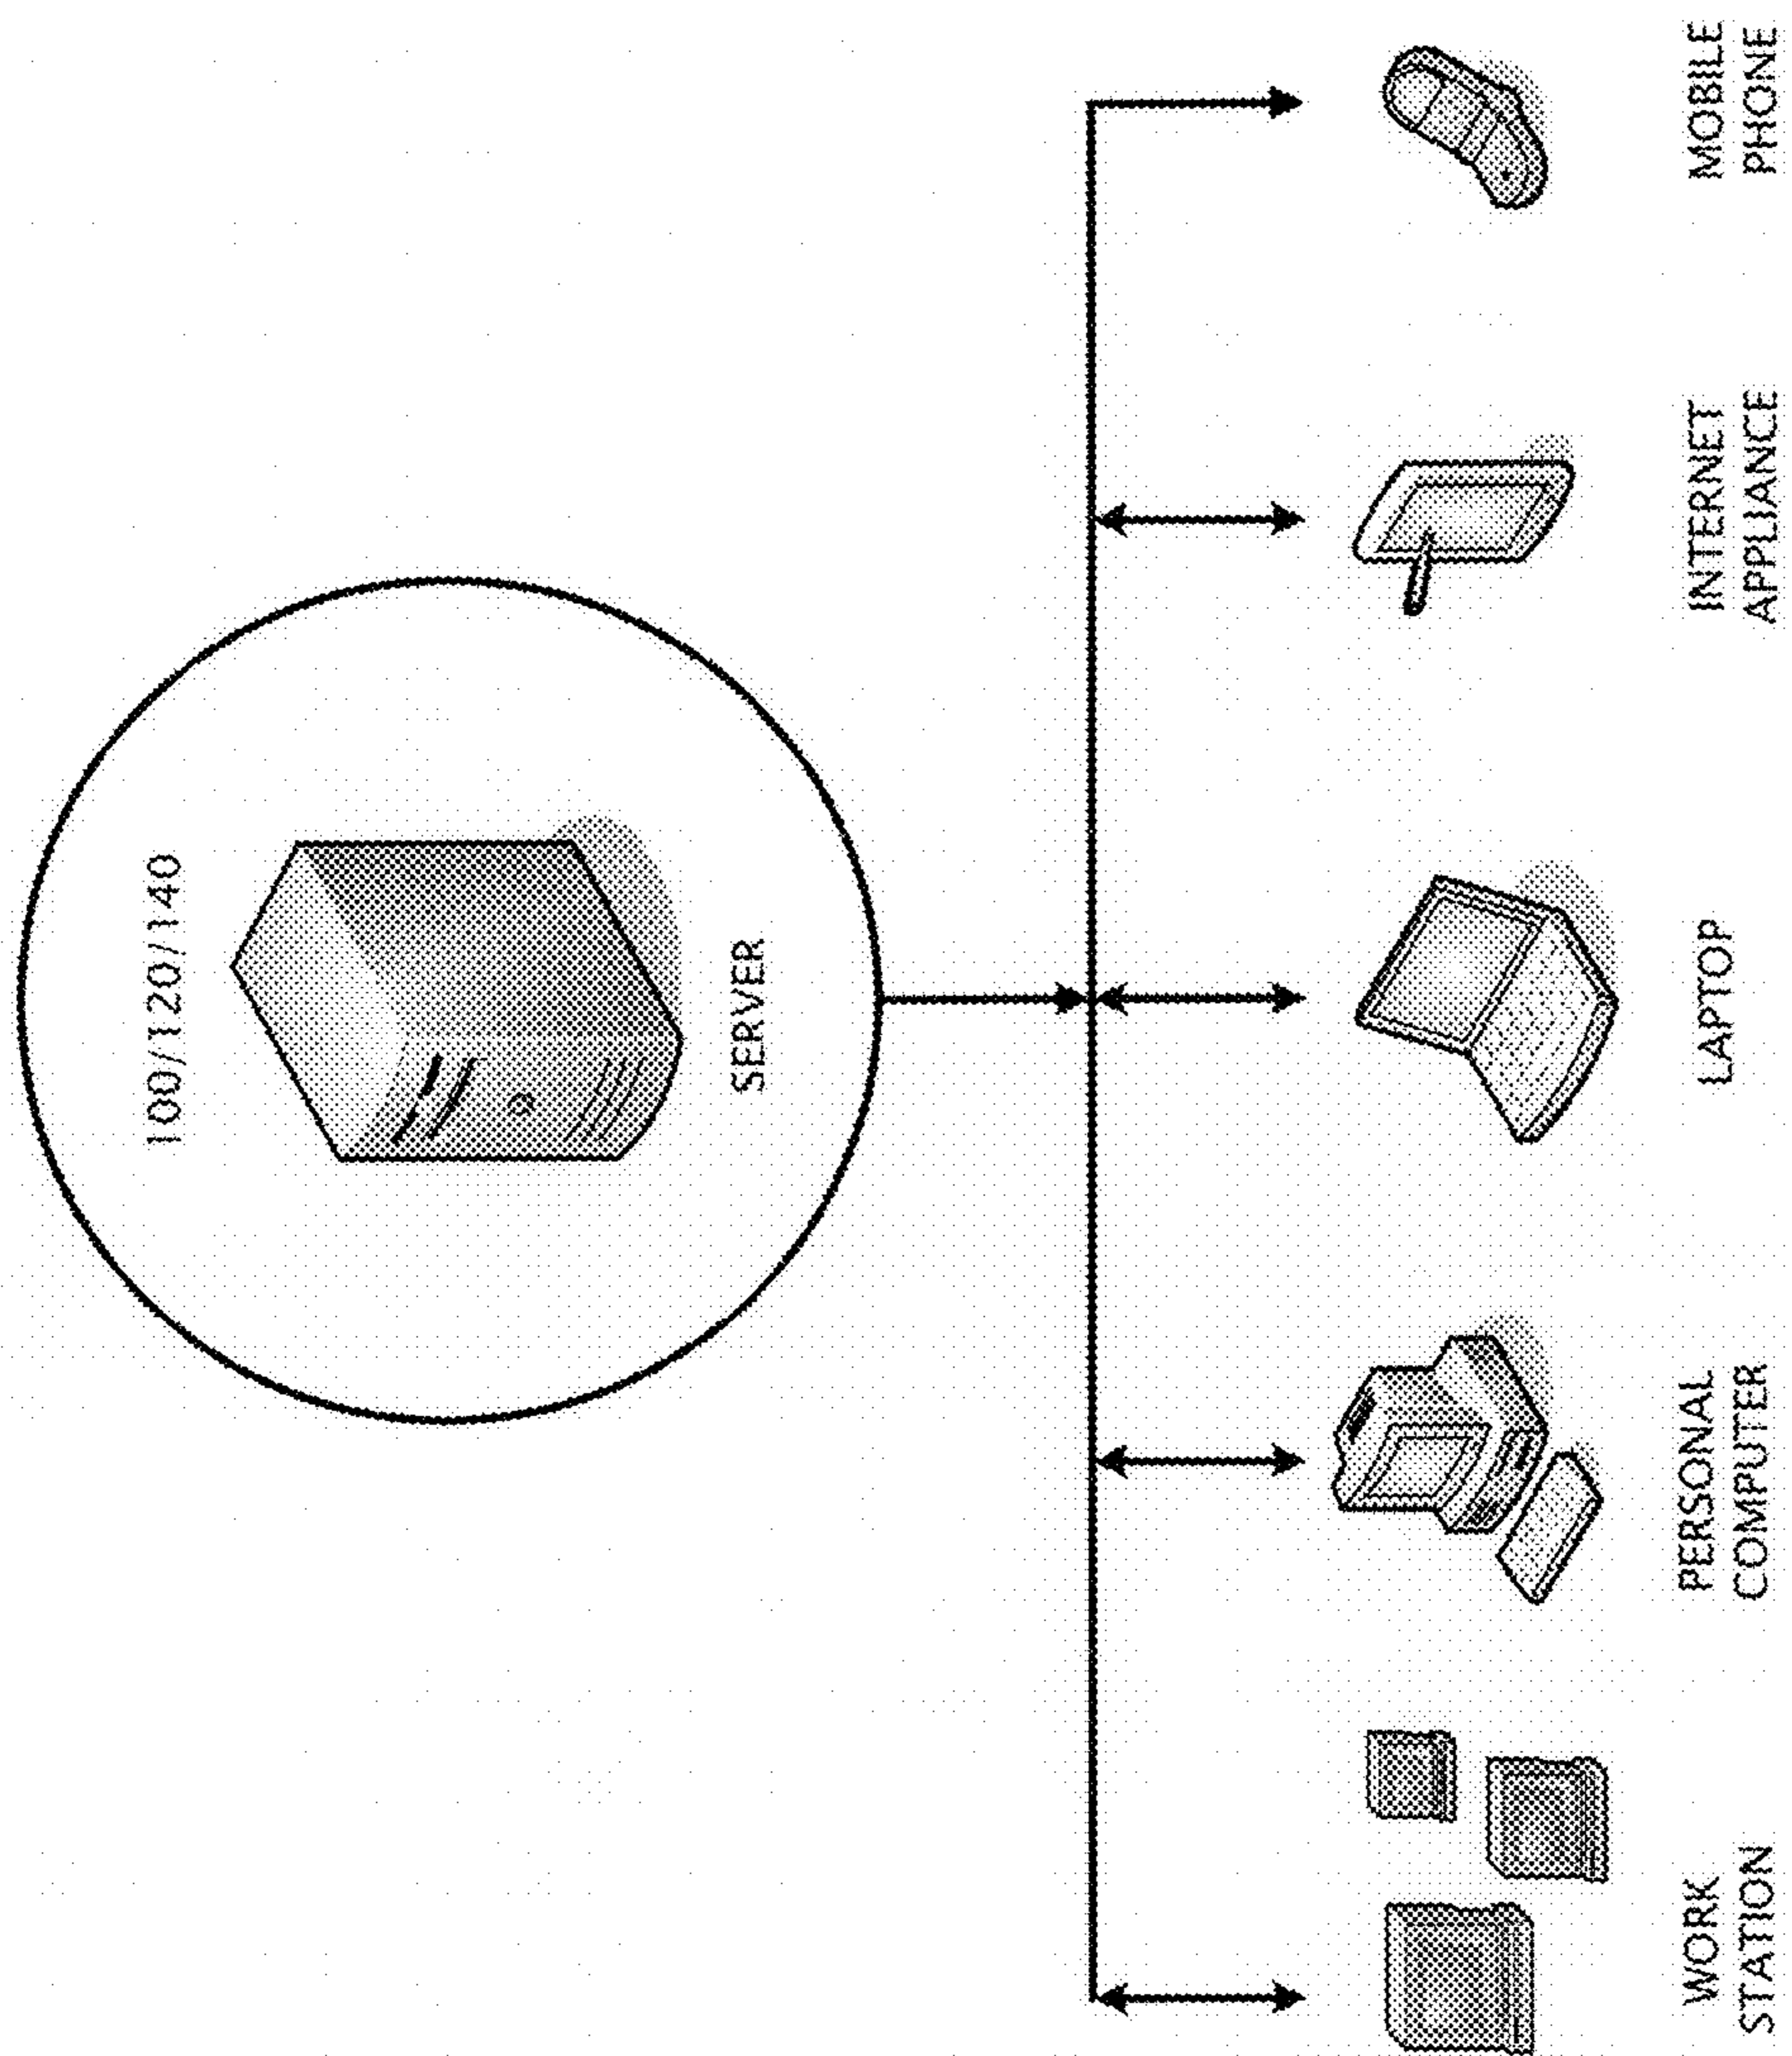 100/120/140
SERVER
WORK
STATION
PERSONAL
COMPUTER
LAPTOP
INTERNET
APPLIANCE
MOBILE
PHONE